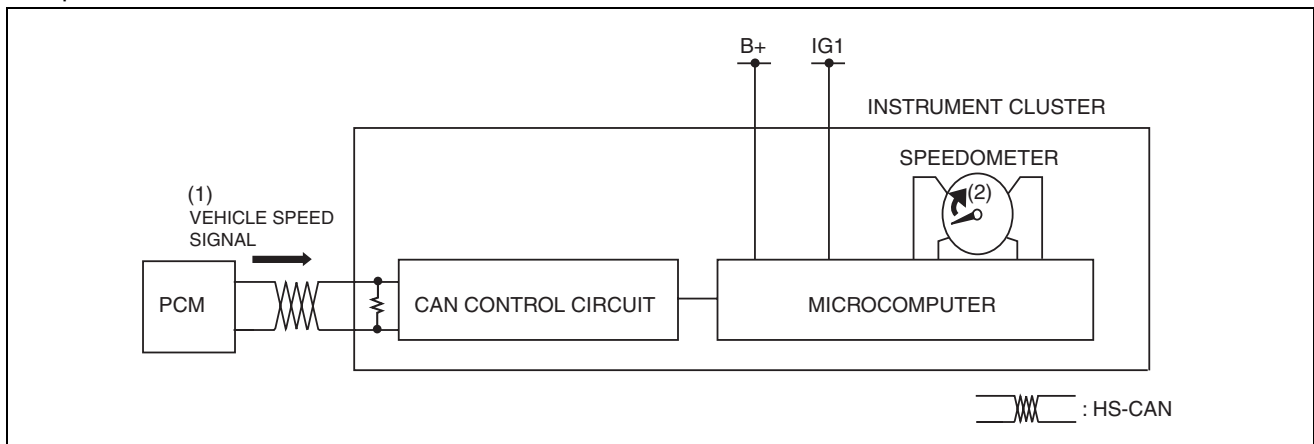 B+
IG1
INSTRUMENT CLUSTER
SPEEDOMETER
(2)
(1)
VEHICLE SPEED
SIGNAL
PCM
CAN CONTROL CIRCUIT
MICROCOMPUTER
: HS-CAN